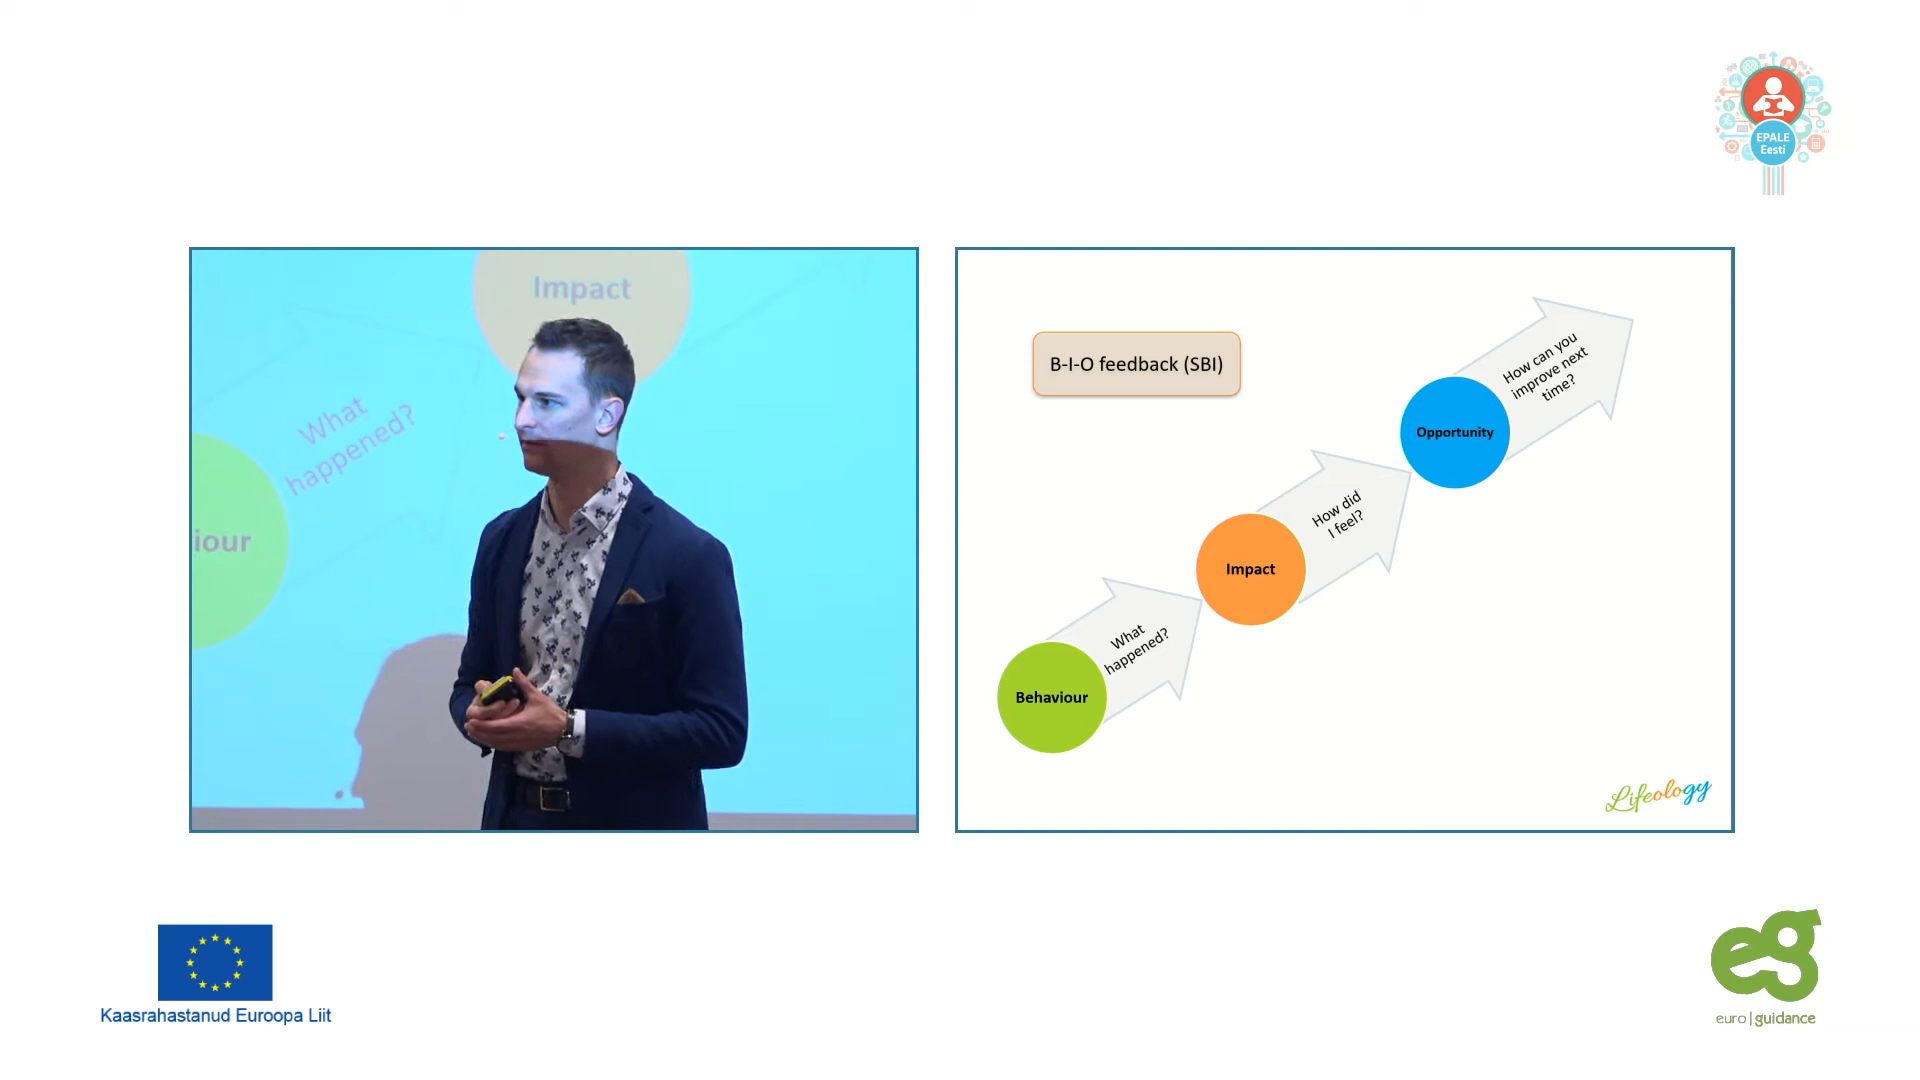 EPALE
Eesti
Impact
What
happened?
iour
B-I-O feedback (SBI)
How can you
improve next
time?
Opportunity
How did
I feel?
Impact
What
happened?
Behaviour
Lifeology
Kaasrahastanud Euroopa Liit
eg
euro|guidance